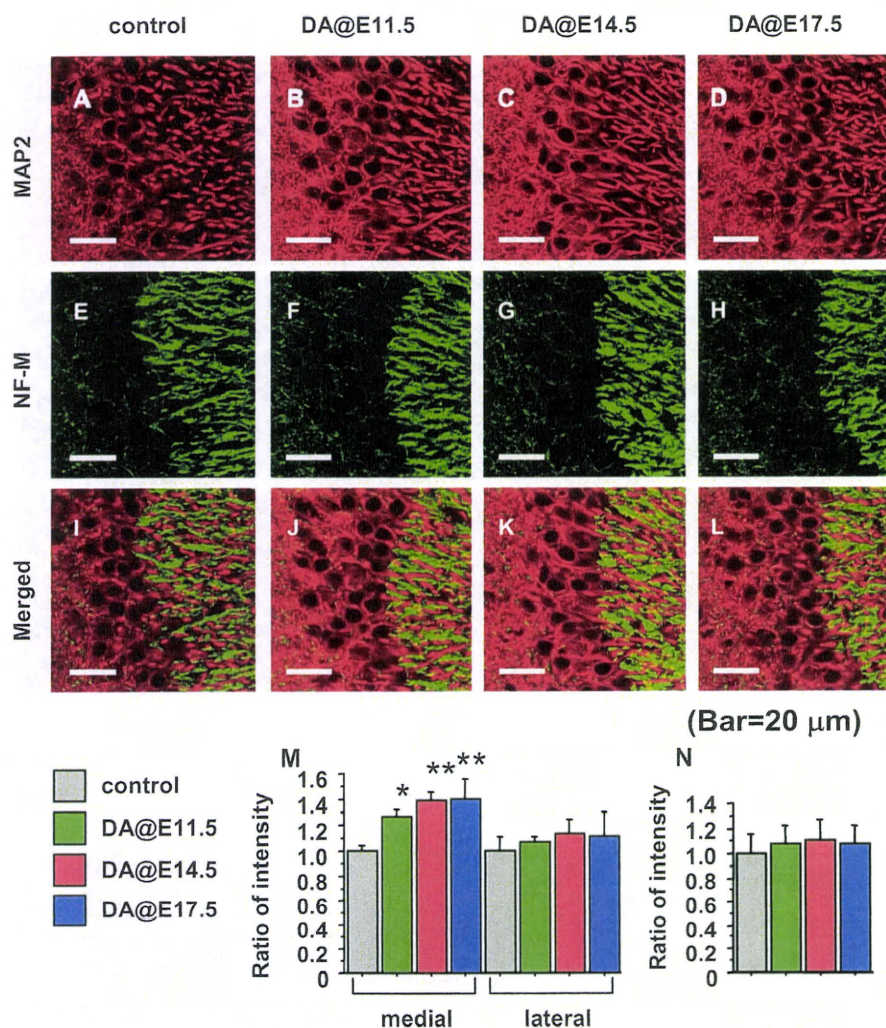 control DA@E11.5 DA@E14.5 DA@E17.5
MAP2
A B C D
NF-M
E F G H
Merged
I J K L
(Bar=20 μm)
control
DA@E11.5
DA@E14.5
DA@E17.5
M
Ratio of intensity
1.6
1.4
1.2
1.0
0.8
0.6
0.4
0.2
0
* ** **
medial lateral
N
Ratio of intensity
1.4
1.2
1.0
0.8
0.6
0.4
0.2
0